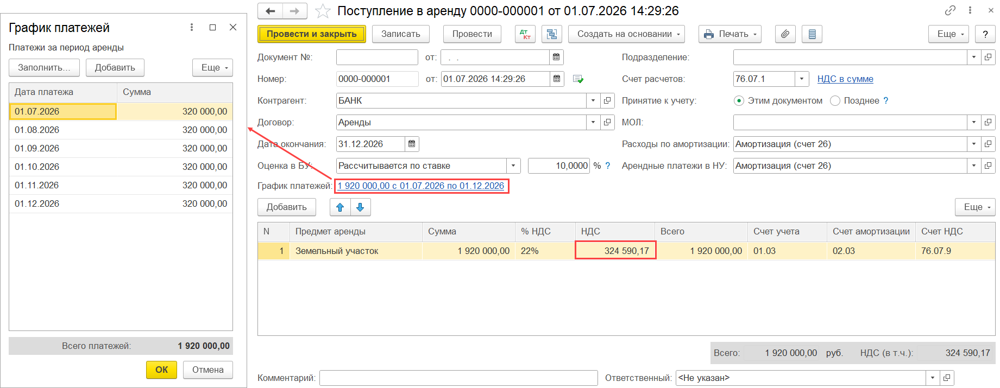 График платежей
Платежи за период аренды
Заполнить...
Добавить
Еще
Дата платежа Сумма
01.07.2026 320 000,00
01.08.2026 320 000,00
01.09.2026 320 000,00
01.10.2026 320 000,00
01.11.2026 320 000,00
01.12.2026 320 000,00
Всего платежей: 1 920 000,00
ОК
Отмена
Поступление в аренду 0000-000001 от 01.07.2026 14:29:26
Провести и закрыть
Записать
Провести
Дт Кт
Создать на основании
Печать
Еще
?
Документ №: от: . .
Подразделение:
Номер: 0000-000001 от: 01.07.2026 14:29:26
Счет расчетов: 76.07.1 НДС в сумме
Контрагент: БАНК
Принятие к учету: Этим документом Позднее ?
Договор: Аренды
МОЛ:
Дата окончания: 31.12.2026
Расходы по амортизации: Амортизация (счет 26)
Оценка в БУ: Рассчитывается по ставке 10,0000 % ?
Арендные платежи в НУ: Амортизация (счет 26)
График платежей: 1 920 000,00 с 01.07.2026 по 01.12.2026
Добавить
Еще
N Предмет аренды Сумма % НДС НДС Всего Счет учета Счет амортизации Счет НДС
1 Земельный участок 1 920 000,00 22% 324 590,17 1 920 000,00 01.03 02.03 76.07.9
Всего: 1 920 000,00 руб. НДС (в т.ч.): 324 590,17
Комментарий:
Ответственный: <Не указан>